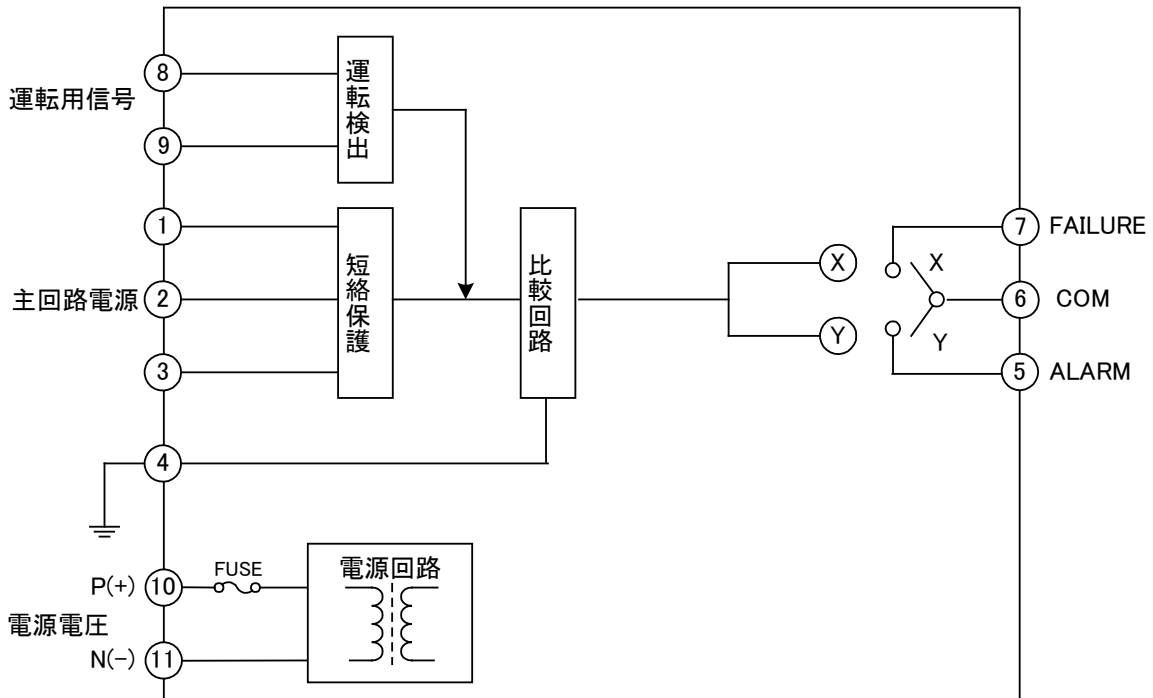 運転用信号
8
9
運転検出
1
主回路電源
2
3
短絡保護
比較回路
4
X
Y
X
Y
7
FAILURE
6
COM
5
ALARM
P(+)
10
FUSE
電源回路
電源電圧
N(−)
11